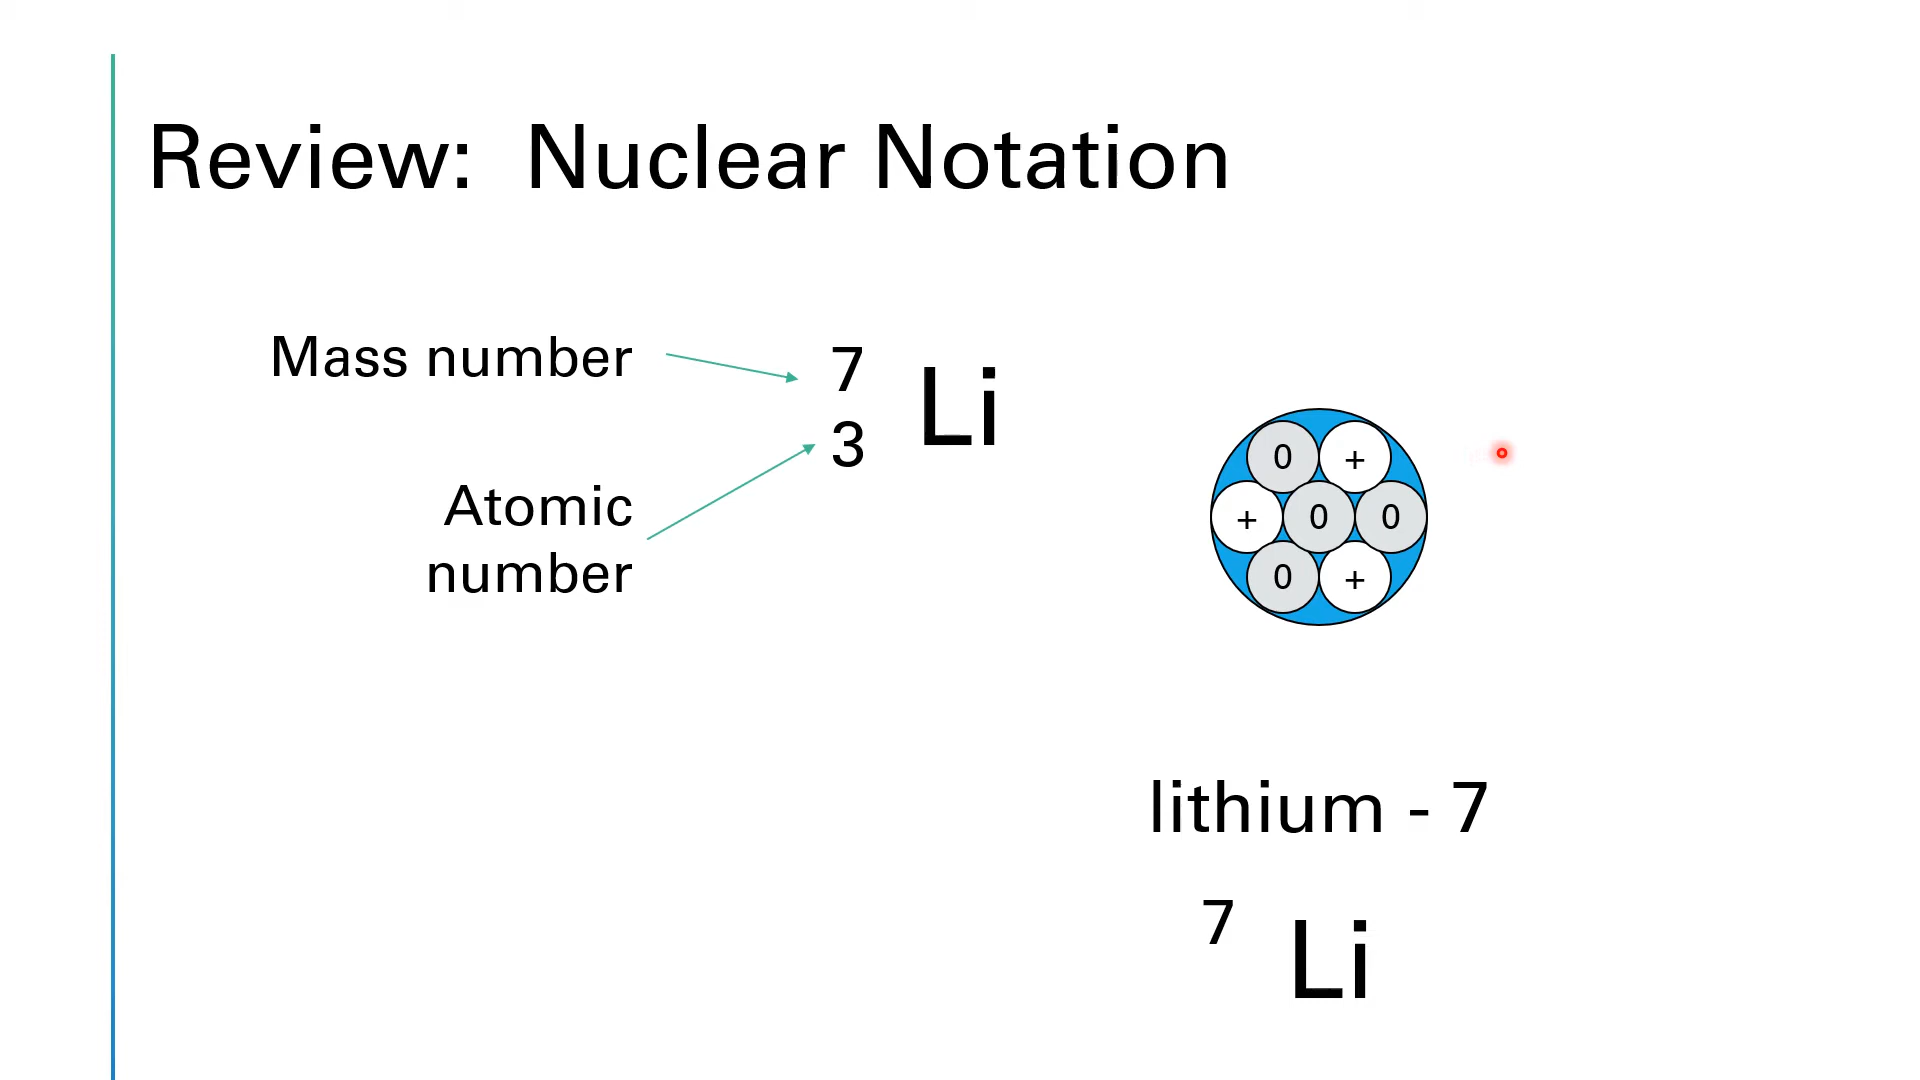 Review: Nuclear Notation
Mass number
7
3
Li
Atomic
number
0 +
+ 0 0
0 +
lithium - 7
7
Li